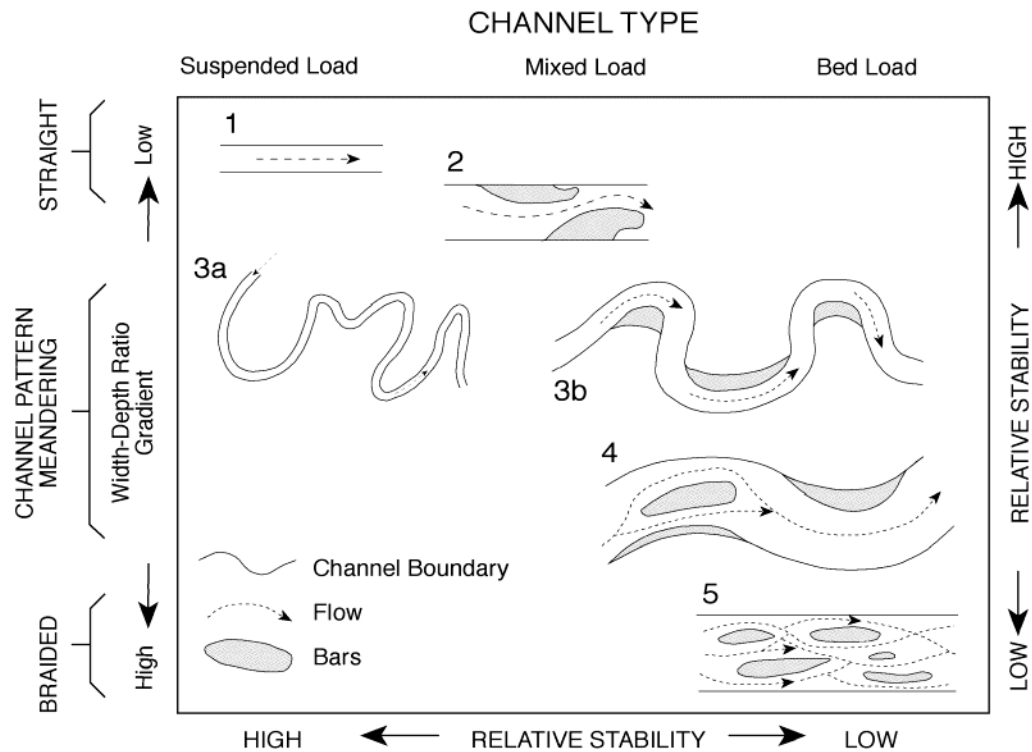 CHANNEL TYPE
Suspended Load
Mixed Load
Bed Load
STRAIGHT
Low
1
2
HIGH
3a
3b
CHANNEL PATTERN
MEANDERING
Width-Depth Ratio
Gradient
RELATIVE STABILITY
4
Channel Boundary
Flow
Bars
5
BRAIDED
High
LOW
HIGH
RELATIVE STABILITY
LOW